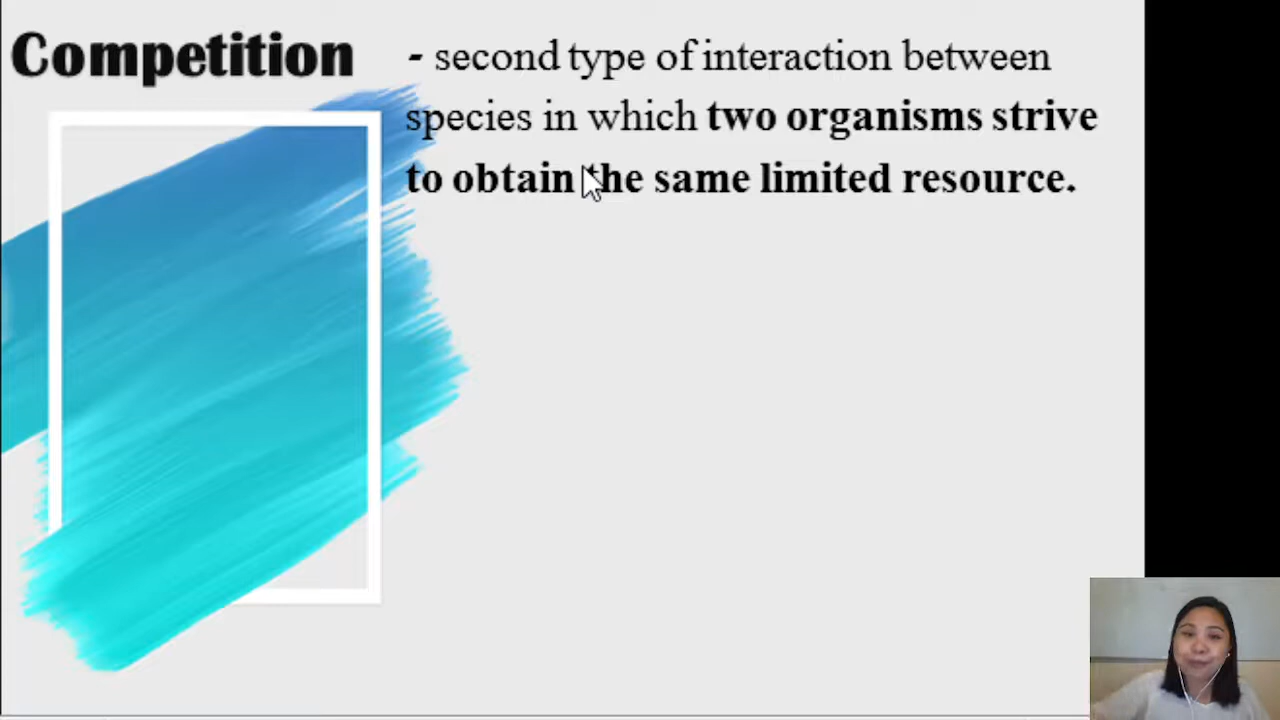 Competition
- second type of interaction between
species in which two organisms strive
to obtain the same limited resource.